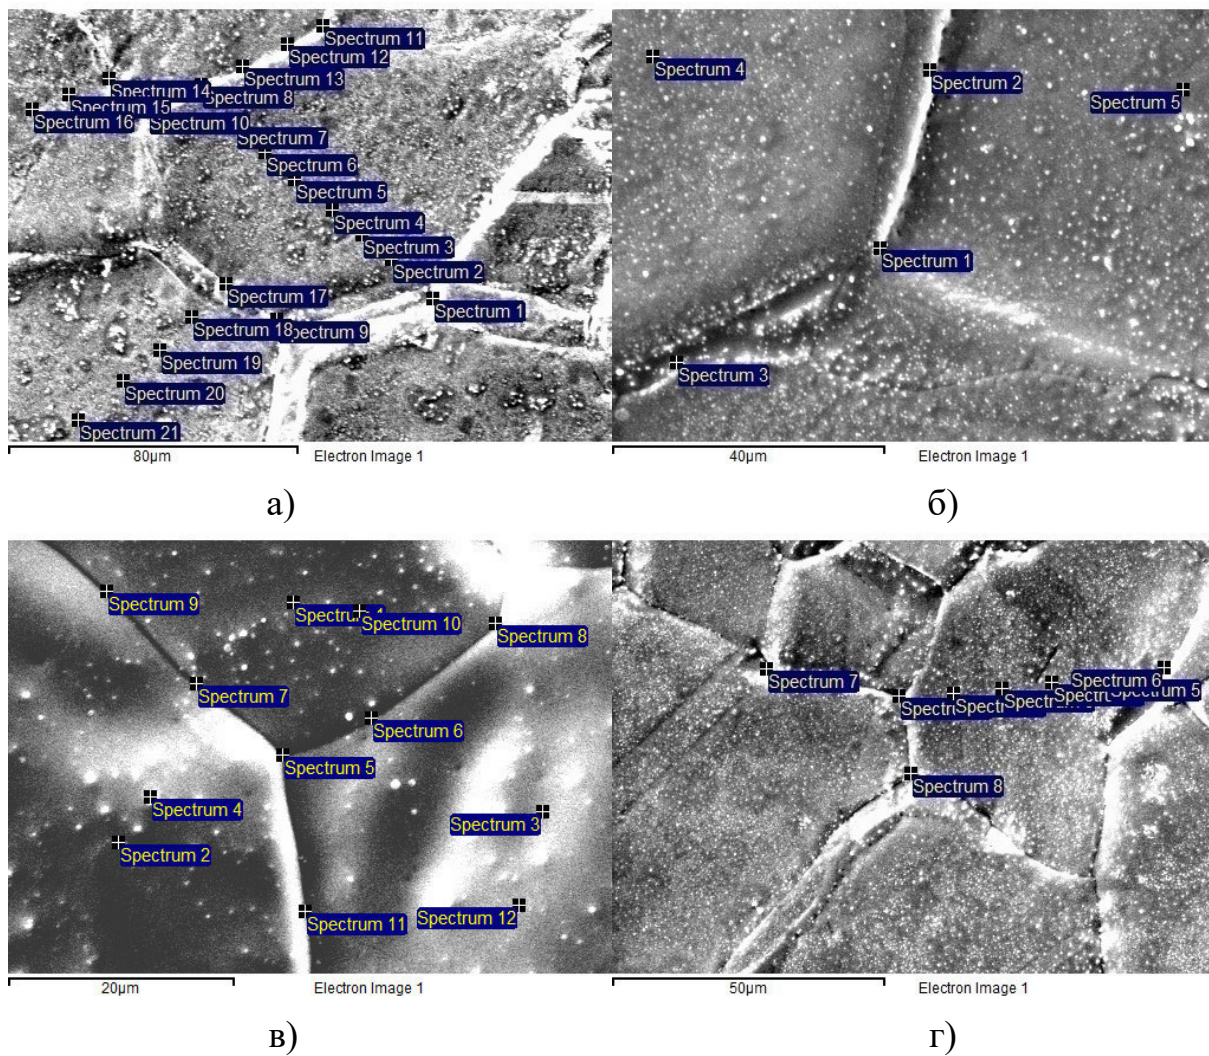 Spectrum 11
Spectrum 12
Spectrum 13
Spectrum 14
Spectrum 8
Spectrum 15
Spectrum 16
Spectrum 10
Spectrum 7
Spectrum 6
Spectrum 5
Spectrum 4
Spectrum 3
Spectrum 2
Spectrum 17
Spectrum 1
Spectrum 18
Spectrum 9
Spectrum 19
Spectrum 20
Spectrum 21
80µm
Electron Image 1
а)
Spectrum 4
Spectrum 2
Spectrum 5
Spectrum 1
Spectrum 3
40µm
Electron Image 1
б)
Spectrum 9
Spectrum 10
Spectrum 8
Spectrum 7
Spectrum 6
Spectrum 5
Spectrum 4
Spectrum 3
Spectrum 2
Spectrum 11
Spectrum 12
20µm
Electron Image 1
в)
Spectrum 7
Spectrum 6
Spectrum 5
Spectrum 8
50µm
Electron Image 1
г)